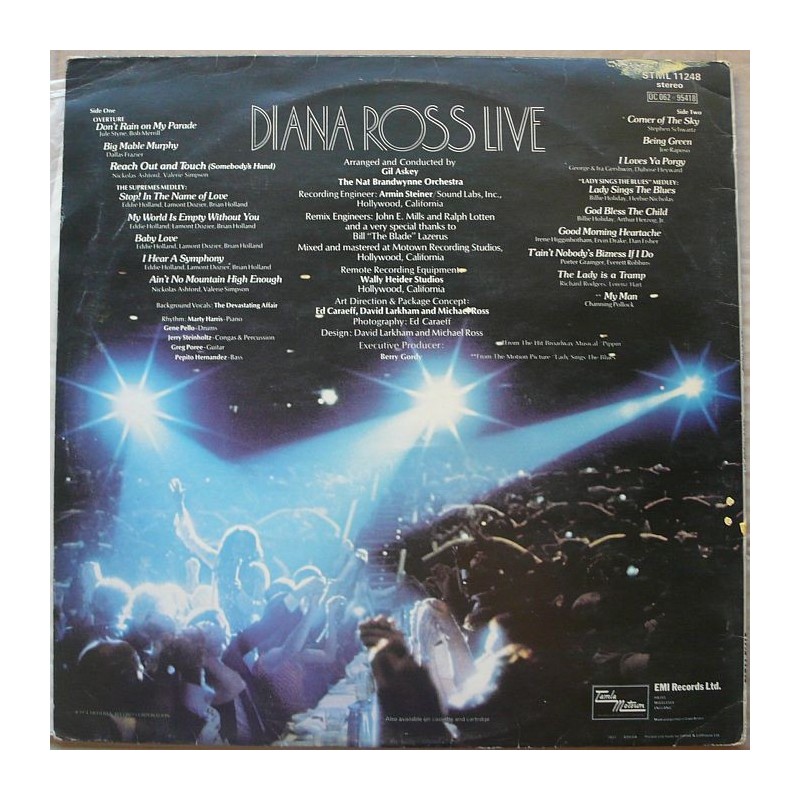 STML 11248
stereo
OC 062 - 95418
DIANA ROSS LIVE
Side One
OVERTURE
Don't Rain on My Parade
Jule Styne, Bob Merrill
Big Mable Murphy
Dallas Frazier
Reach Out and Touch (Somebody's Hand)
Nickolas Ashford, Valerie Simpson
THE SUPREMES MEDLEY:
Stop! In The Name of Love
Eddie Holland, Lamont Dozier, Brian Holland
My World Is Empty Without You
Eddie Holland, Lamont Dozier, Brian Holland
Baby Love
Eddie Holland, Lamont Dozier, Brian Holland
I Hear A Symphony
Eddie Holland, Lamont Dozier, Brian Holland
Ain't No Mountain High Enough
Nickolas Ashford, Valerie Simpson
Background Vocals: The Devastating Affair
Rhythm: Marty Harris-Piano
Gene Pello-Drums
Jerry Steinholtz-Congas & Percussion
Greg Poree-Guitar
Pepito Hernandez-Bass
Arranged and Conducted by
Gil Askey
The Nat Brandwynne Orchestra
Recording Engineer: Armin Steiner/Sound Labs, Inc.,
Hollywood, California
Remix Engineers: John E. Mills and Ralph Lotten
and a very special thanks to
Bill "The Blade" Lazerus
Mixed and mastered at Motown Recording Studios,
Hollywood, California
Remote Recording Equipment:
Wally Heider Studios
Hollywood, California
Art Direction & Package Concept:
Ed Caraeff, David Larkham and Michael Ross
Photography: Ed Caraeff
Design: David Larkham and Michael Ross
Executive Producer:
Berry Gordy
Side Two
Corner of The Sky
Stephen Schwartz
Being Green
Joe Raposo
I Loves Ya Porgy
George & Ira Gershwin, Dubose Heyward
"LADY SINGS THE BLUES" MEDLEY:
Lady Sings The Blues
Billie Holiday, Herbie Nicholas
God Bless The Child
Billie Holiday, Arthur Herzog, Jr.
Good Morning Heartache
Irene Higginbotham, Ervin Drake, Dan Fisher
T'ain't Nobody's Bizness If I Do
Porter Grainger, Everett Robbins
The Lady is a Tramp
Richard Rodgers, Lorenz Hart
**My Man
Channing Pollock
*From The Hit Broadway Musical "Pippin"
**From The Motion Picture "Lady Sings The Blues"
Also available on cassette and cartridge
Tamla
Motown
EMI Records Ltd.
HAYES
MIDDLESEX
ENGLAND